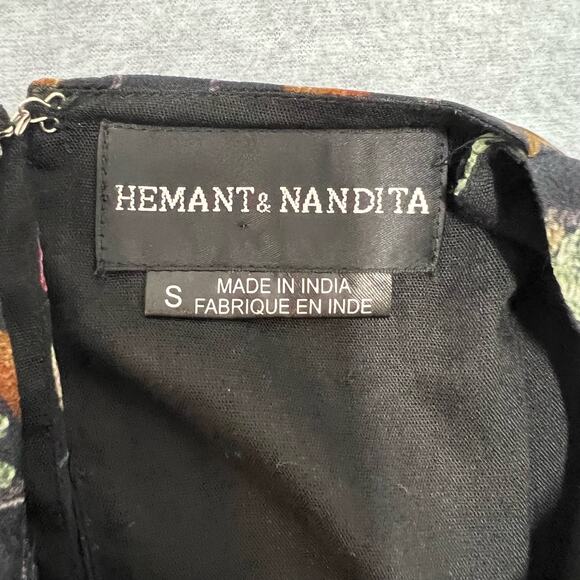 HEMANT & NANDITA
S
MADE IN INDIA
FABRIQUE EN INDE